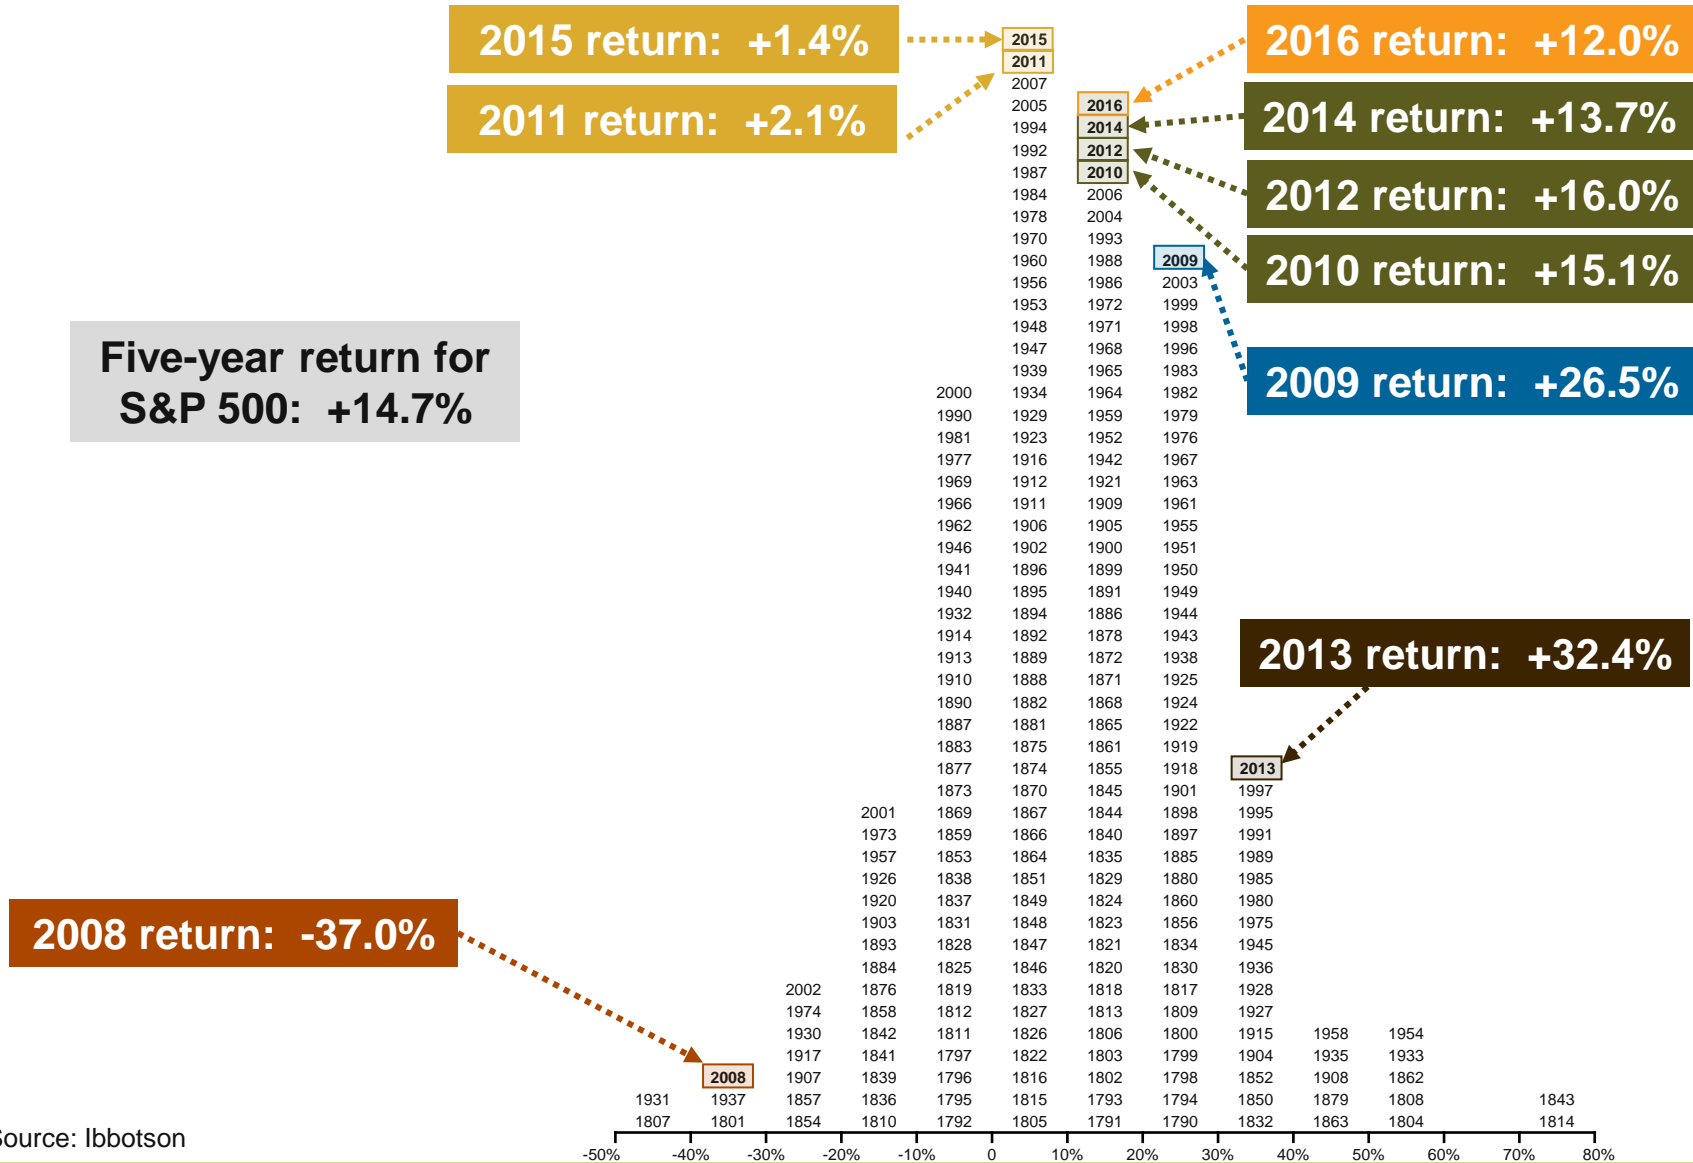 2015 return: +1.4%
2011 return: +2.1%
2016 return: +12.0%
2014 return: +13.7%
2012 return: +16.0%
2010 return: +15.1%
2009 return: +26.5%
2013 return: +32.4%
Five-year return for
S&P 500: +14.7%
2008 return: -37.0%
2015
2011
2007
2005 2016
1994 2014
1992 2012
1987 2010
1984 2006
1978 2004
1970 1993
1960 1988 2009
1956 1986 2003
1953 1972 1999
1948 1971 1998
1947 1968 1996
1939 1965 1983
2000 1934 1964 1982
1990 1929 1959 1979
1981 1923 1952 1976
1977 1916 1942 1967
1969 1912 1921 1963
1966 1911 1909 1961
1962 1906 1905 1955
1946 1902 1900 1951
1941 1896 1899 1950
1940 1895 1891 1949
1932 1894 1886 1944
1914 1892 1878 1943
1913 1889 1872 1938
1910 1888 1871 1925
1890 1882 1868 1924
1887 1881 1865 1922
1883 1875 1861 1919
1877 1874 1855 1918 2013
1873 1870 1845 1901 1997
2001 1869 1867 1844 1898 1995
1973 1859 1866 1840 1897 1991
1957 1853 1864 1835 1885 1989
1926 1838 1851 1829 1880 1985
1920 1837 1849 1824 1860 1980
1903 1831 1848 1823 1856 1975
1893 1828 1847 1821 1834 1945
1884 1825 1846 1820 1830 1936
2002 1876 1819 1833 1818 1817 1928
1974 1858 1812 1827 1813 1809 1927
1930 1842 1811 1826 1806 1800 1915 1958 1954
1917 1841 1797 1822 1803 1799 1904 1935 1933
2008 1907 1839 1796 1816 1802 1798 1852 1908 1862
1931 1937 1857 1836 1795 1815 1793 1794 1850 1879 1808 1843
1807 1801 1854 1810 1792 1805 1791 1790 1832 1863 1804 1814
-50% -40% -30% -20% -10% 0 10% 20% 30% 40% 50% 60% 70% 80%
Source: Ibbotson